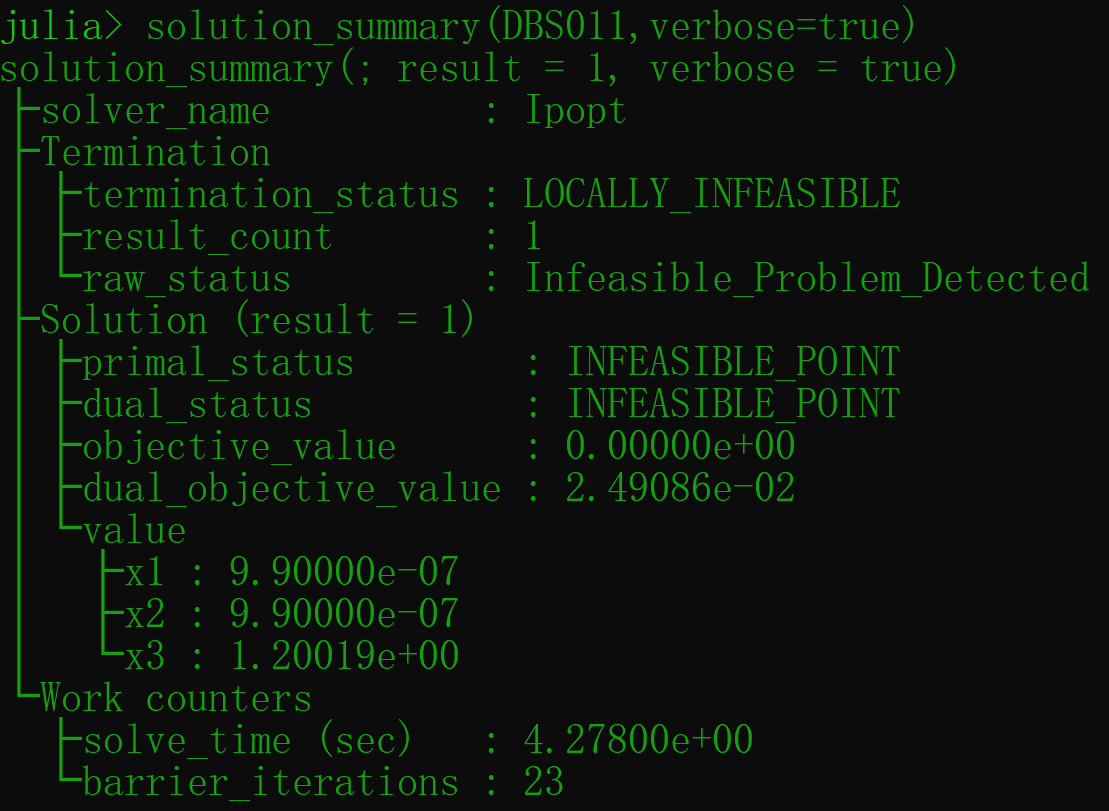 julia> solution_summary(DBS011,verbose=true)
solution_summary(; result = 1, verbose = true)
├─solver_name          : Ipopt
├─Termination
│ ├─termination_status : LOCALLY_INFEASIBLE
│ ├─result_count       : 1
│ └─raw_status         : Infeasible_Problem_Detected
├─Solution (result = 1)
│ ├─primal_status        : INFEASIBLE_POINT
│ ├─dual_status          : INFEASIBLE_POINT
│ ├─objective_value      : 0.00000e+00
│ ├─dual_objective_value : 2.49086e-02
│ └─value
│   ├─x1 : 9.90000e-07
│   ├─x2 : 9.90000e-07
│   └─x3 : 1.20019e+00
└─Work counters
  ├─solve_time (sec)   : 4.27800e+00
  └─barrier_iterations : 23